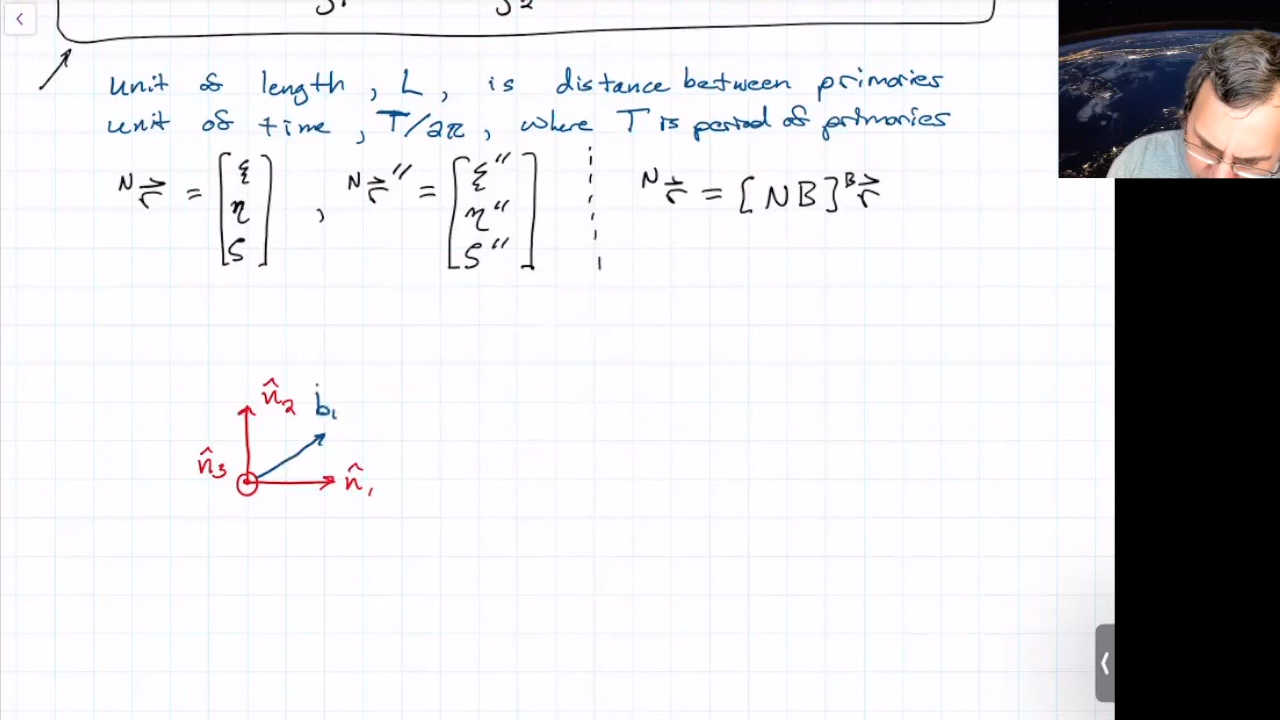 unit of length, L, is distance between primaries
unit of time, T/2π, where T is period of primaries
ᴺr⃗ = [ξ η ζ], ᴺr⃗″ = [ξ″ η″ ζ″] ᴺr⃗ = [NB]ᴮr⃗
n̂₂ b̂₁
n̂₃ n̂₁